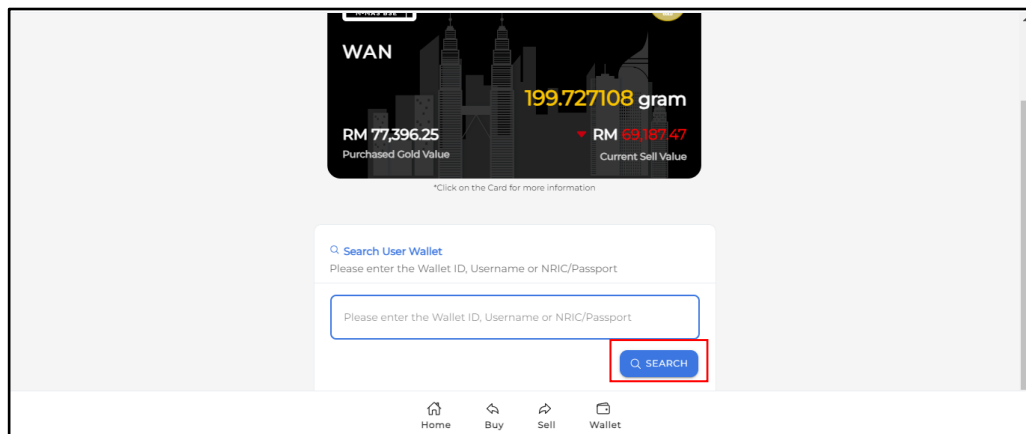 WAN
199.727108 gram
RM 77,396.25
RM 69,187.47
Purchased Gold Value
Current Sell Value
*Click on the Card for more information
Search User Wallet
Please enter the Wallet ID, Username or NRIC/Passport
Please enter the Wallet ID, Username or NRIC/Passport
SEARCH
Home Buy Sell Wallet